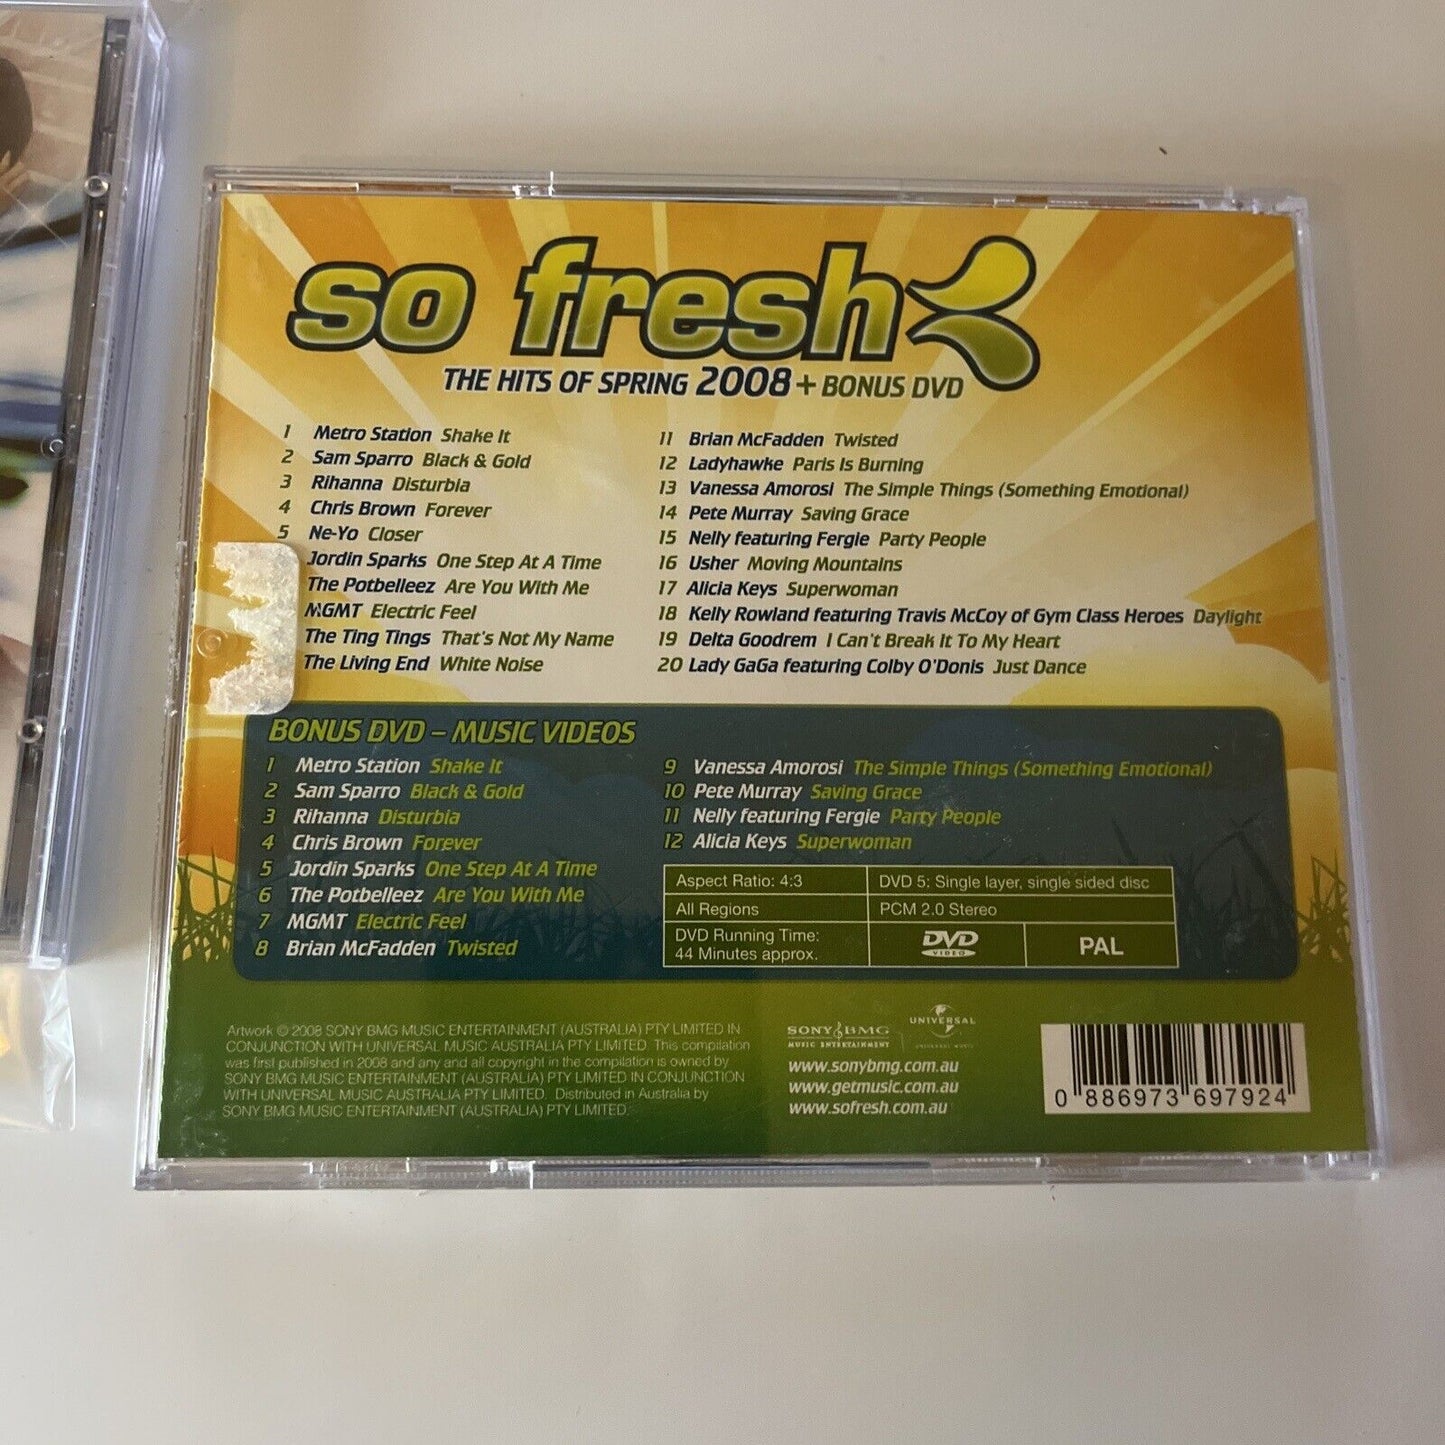 so fresh
THE HITS OF SPRING 2008 + BONUS DVD
1 Metro Station Shake It
2 Sam Sparro Black & Gold
3 Rihanna Disturbia
4 Chris Brown Forever
5 Ne-Yo Closer
Jordin Sparks One Step At A Time
The Potbelleez Are You With Me
MGMT Electric Feel
The Ting Tings That's Not My Name
The Living End White Noise
11 Brian McFadden Twisted
12 Ladyhawke Paris Is Burning
13 Vanessa Amorosi The Simple Things (Something Emotional)
14 Pete Murray Saving Grace
15 Nelly featuring Fergie Party People
16 Usher Moving Mountains
17 Alicia Keys Superwoman
18 Kelly Rowland featuring Travis McCoy of Gym Class Heroes Daylight
19 Delta Goodrem I Can't Break It To My Heart
20 Lady GaGa featuring Colby O'Donis Just Dance
BONUS DVD – MUSIC VIDEOS
1 Metro Station Shake It
2 Sam Sparro Black & Gold
3 Rihanna Disturbia
4 Chris Brown Forever
5 Jordin Sparks One Step At A Time
6 The Potbelleez Are You With Me
7 MGMT Electric Feel
8 Brian McFadden Twisted
9 Vanessa Amorosi The Simple Things (Something Emotional)
10 Pete Murray Saving Grace
11 Nelly featuring Fergie Party People
12 Alicia Keys Superwoman
Aspect Ratio: 4:3
DVD 5: Single layer, single sided disc
All Regions
PCM 2.0 Stereo
DVD Running Time:
44 Minutes approx.
DVD
VIDEO
PAL
Artwork © 2008 SONY BMG MUSIC ENTERTAINMENT (AUSTRALIA) PTY LIMITED IN
CONJUNCTION WITH UNIVERSAL MUSIC AUSTRALIA PTY LIMITED. This compilation
was first published in 2008 and any and all copyright in the compilation is owned by
SONY BMG MUSIC ENTERTAINMENT (AUSTRALIA) PTY LIMITED IN CONJUNCTION
WITH UNIVERSAL MUSIC AUSTRALIA PTY LIMITED. Distributed in Australia by
SONY BMG MUSIC ENTERTAINMENT (AUSTRALIA) PTY LIMITED.
SONY BMG
MUSIC ENTERTAINMENT
UNIVERSAL
UNIVERSAL MUSIC
www.sonybmg.com.au
www.getmusic.com.au
www.sofresh.com.au
0 886973 697924